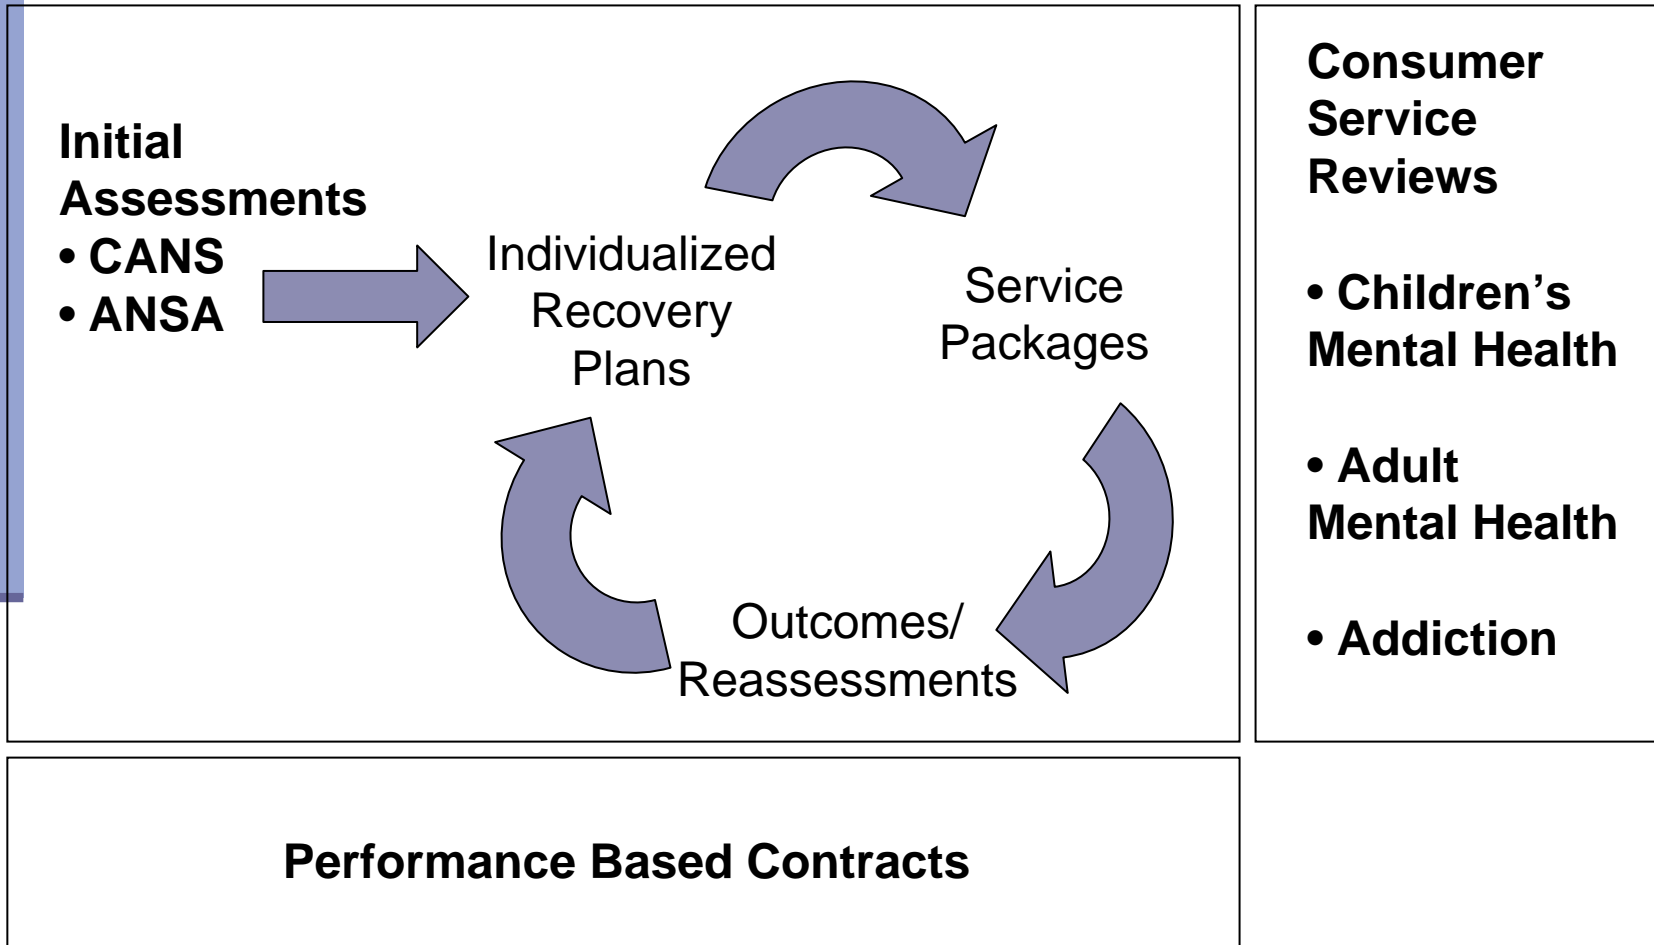 Initial
Assessments
• CANS
• ANSA
Individualized
Recovery
Plans
Service
Packages
Outcomes/
Reassessments
Consumer
Service
Reviews
• Children’s
Mental Health
• Adult
Mental Health
• Addiction
Performance Based Contracts